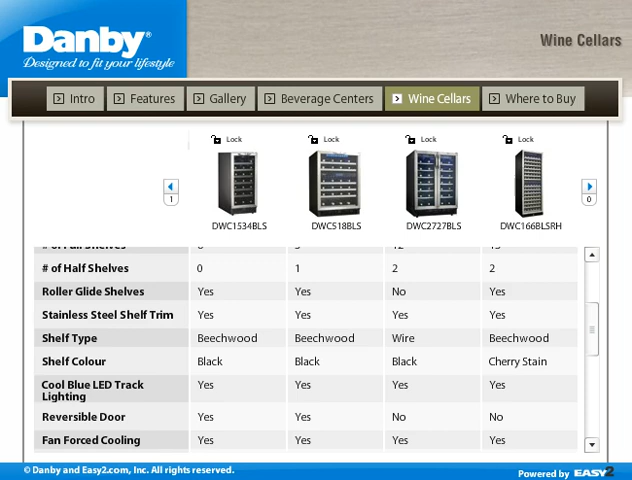 Danby®
Designed to fit your lifestyle
Wine Cellars
Intro Features Gallery Beverage Centers Wine Cellars Where to Buy
Lock Lock Lock Lock
1 0
DWC1534BLS DWC518BLS DWC2727BLS DWC166BLSRH
# of Full Shelves
# of Half Shelves 0 1 2 2
Roller Glide Shelves Yes Yes No Yes
Stainless Steel Shelf Trim Yes Yes Yes Yes
Shelf Type Beechwood Beechwood Wire Beechwood
Shelf Colour Black Black Black Cherry Stain
Cool Blue LED Track Yes Yes Yes Yes
Lighting
Reversible Door Yes Yes No No
Fan Forced Cooling Yes Yes Yes Yes
© Danby and Easy2.com, Inc. All rights reserved.
Powered by EASY2